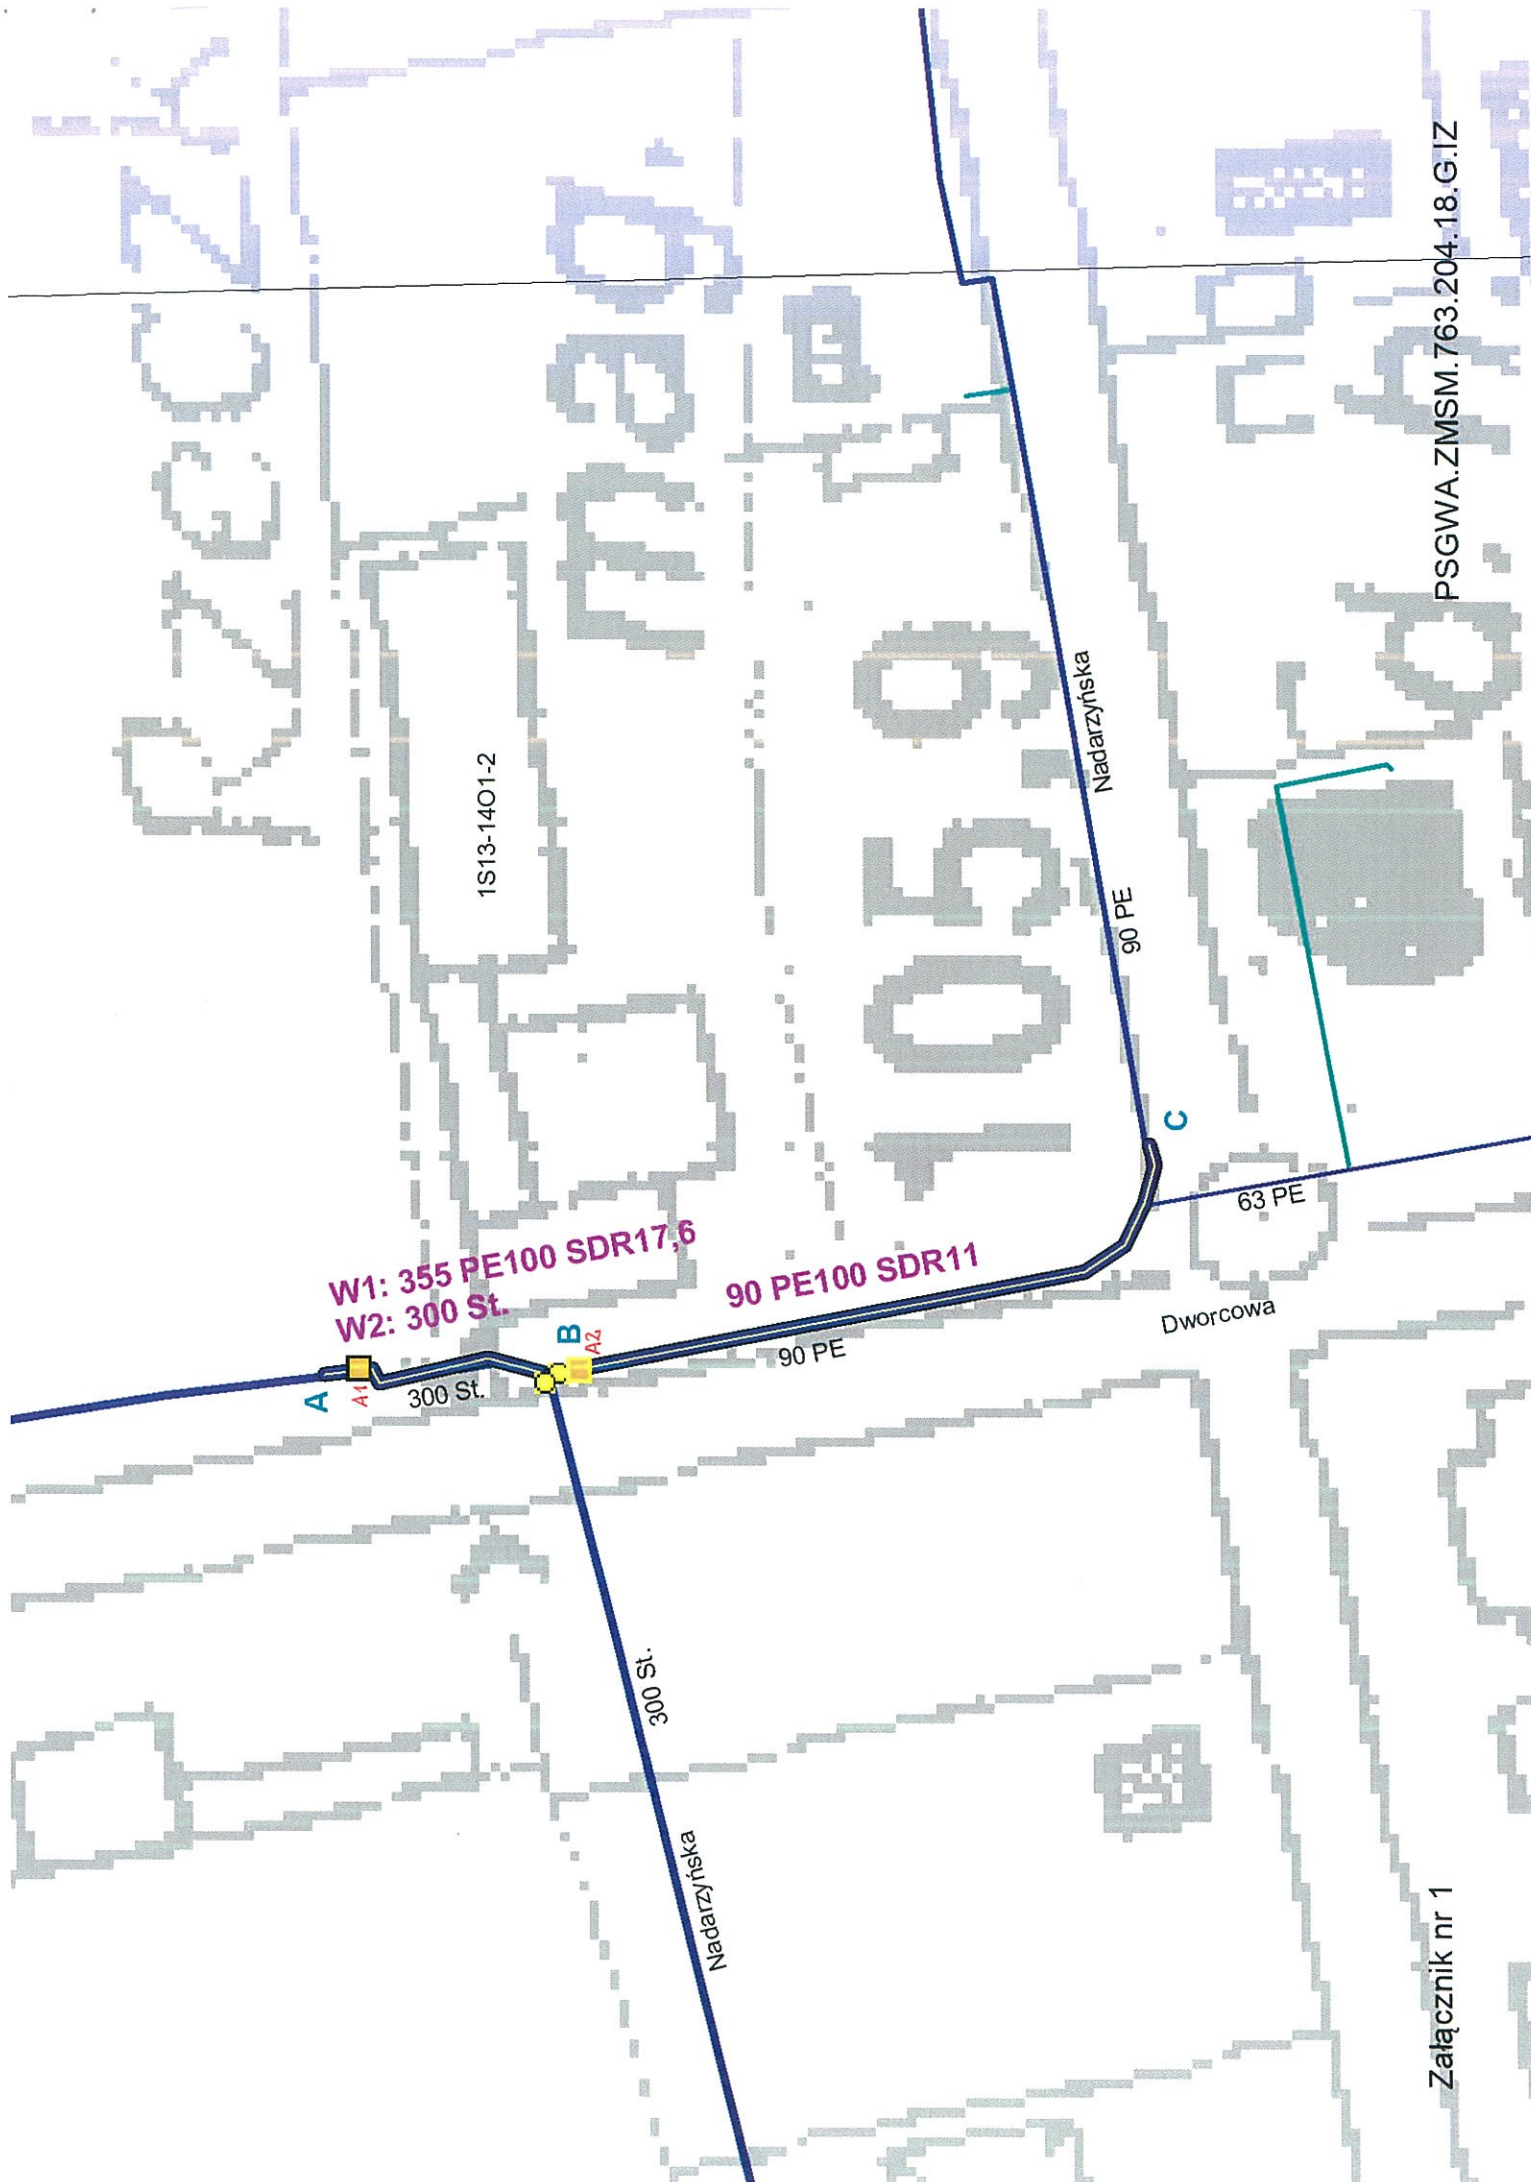 PSGWA.ZMSM.763.204.18.G.IZ
1S13-14O1-2
1059.6
Nadarzyńska
90 PE
C
63 PE
W1: 355 PE100 SDR17,6
W2: 300 St.
90 PE100 SDR11
A
A1
300 St.
B
A2
90 PE
Dworcowa
300 St.
Nadarzyńska
Załącznik nr 1